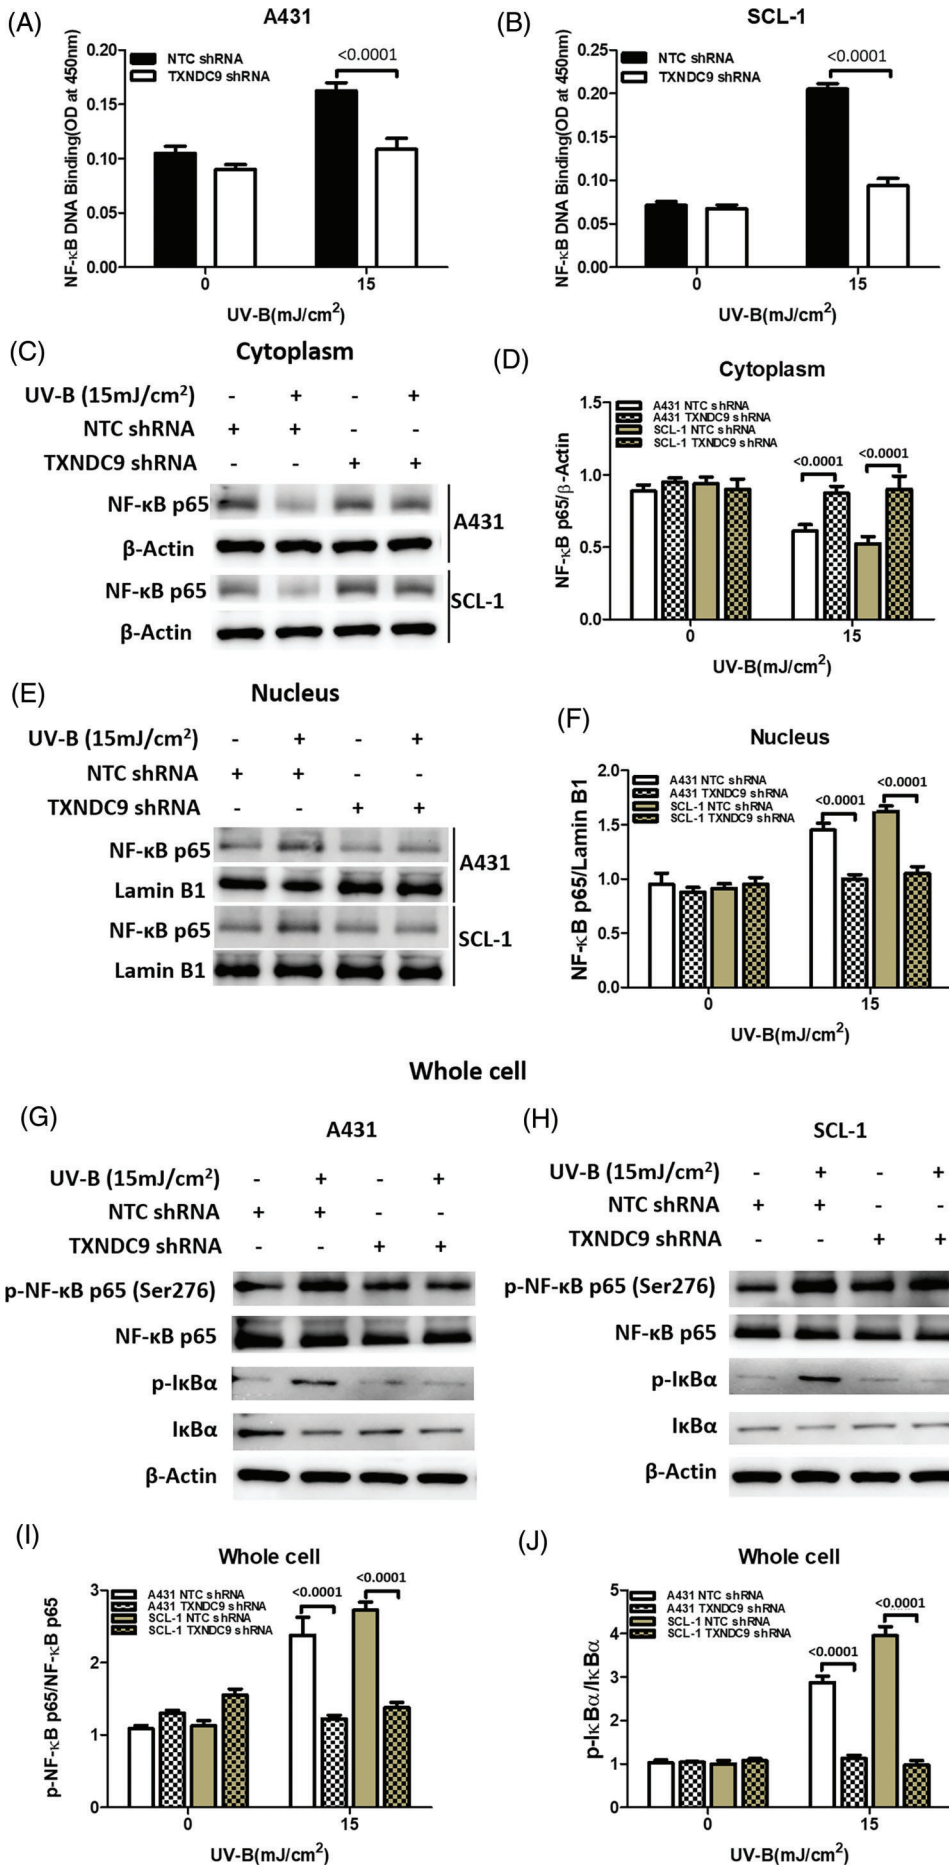 (A)
A431
NF-κB DNA Binding(OD at 450nm)
0.20
0.15
0.10
0.05
0.00
NTC shRNA
TXNDC9 shRNA
<0.0001
0
15
UV-B(mJ/cm²)
(B)
SCL-1
NF-κB DNA Binding(OD at 450nm)
0.25
0.20
0.15
0.10
0.05
0.00
NTC shRNA
TXNDC9 shRNA
<0.0001
0
15
UV-B(mJ/cm²)
(C)
Cytoplasm
UV-B (15mJ/cm²) - + - +
NTC shRNA + + - -
TXNDC9 shRNA - - + +
NF-κB p65
β-Actin
A431
NF-κB p65
β-Actin
SCL-1
(D)
Cytoplasm
NF-κB p65/β-Actin
1.5
1.0
0.5
0.0
A431 NTC shRNA
A431 TXNDC9 shRNA
SCL-1 NTC shRNA
SCL-1 TXNDC9 shRNA
<0.0001
<0.0001
0
15
UV-B(mJ/cm²)
(E)
Nucleus
UV-B (15mJ/cm²) - + - +
NTC shRNA + + - -
TXNDC9 shRNA - - + +
NF-κB p65
Lamin B1
A431
NF-κB p65
Lamin B1
SCL-1
(F)
Nucleus
NF-κB p65/Lamin B1
2.0
1.5
1.0
0.5
0.0
A431 NTC shRNA
A431 TXNDC9 shRNA
SCL-1 NTC shRNA
SCL-1 TXNDC9 shRNA
<0.0001
<0.0001
0
15
UV-B(mJ/cm²)
Whole cell
(G)
A431
UV-B (15mJ/cm²) - + - +
NTC shRNA + + - -
TXNDC9 shRNA - - + +
p-NF-κB p65 (Ser276)
NF-κB p65
p-IκBα
IκBα
β-Actin
(H)
SCL-1
UV-B (15mJ/cm²) - + - +
NTC shRNA + + - -
TXNDC9 shRNA - - + +
p-NF-κB p65 (Ser276)
NF-κB p65
p-IκBα
IκBα
β-Actin
(I)
Whole cell
p-NF-κB p65/NF-κB p65
3
2
1
0
A431 NTC shRNA
A431 TXNDC9 shRNA
SCL-1 NTC shRNA
SCL-1 TXNDC9 shRNA
<0.0001
<0.0001
0
15
UV-B(mJ/cm²)
(J)
Whole cell
p-IκBα/IκBα
5
4
3
2
1
0
A431 NTC shRNA
A431 TXNDC9 shRNA
SCL-1 NTC shRNA
SCL-1 TXNDC9 shRNA
<0.0001
<0.0001
0
15
UV-B(mJ/cm²)